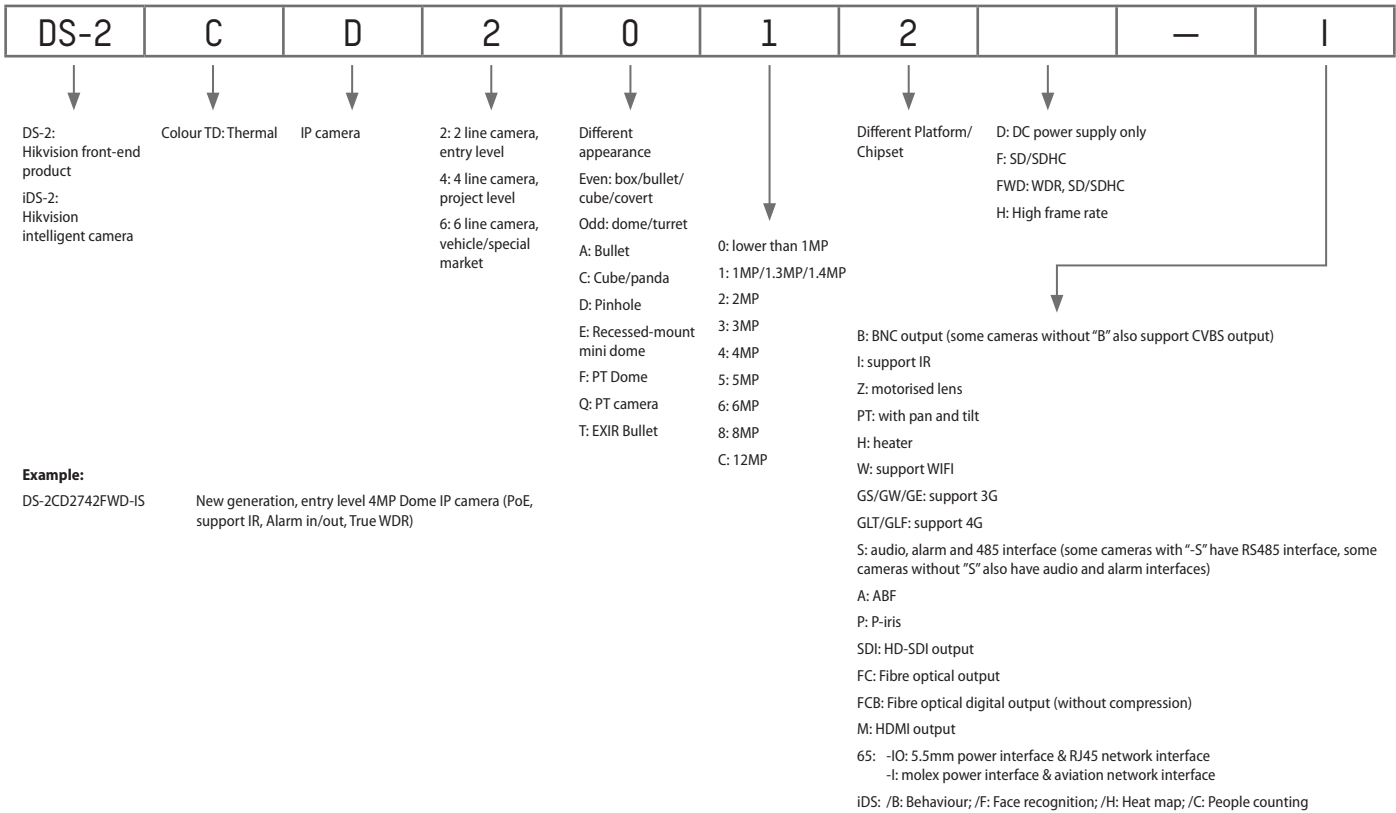 DS-2 C D 2 0 1 2 — I
DS-2:
Hikvision front-end
product
iDS-2:
Hikvision
intelligent camera
Colour TD: Thermal
IP camera
2: 2 line camera,
entry level
4: 4 line camera,
project level
6: 6 line camera,
vehicle/special
market
Different
appearance
Even: box/bullet/
cube/covert
Odd: dome/turret
A: Bullet
C: Cube/panda
D: Pinhole
E: Recessed-mount
mini dome
F: PT Dome
Q: PT camera
T: EXIR Bullet
0: lower than 1MP
1: 1MP/1.3MP/1.4MP
2: 2MP
3: 3MP
4: 4MP
5: 5MP
6: 6MP
8: 8MP
C: 12MP
Different Platform/
Chipset
D: DC power supply only
F: SD/SDHC
FWD: WDR, SD/SDHC
H: High frame rate
B: BNC output (some cameras without “B” also support CVBS output)
I: support IR
Z: motorised lens
PT: with pan and tilt
H: heater
W: support WIFI
GS/GW/GE: support 3G
GLT/GLF: support 4G
S: audio, alarm and 485 interface (some cameras with “-S” have RS485 interface, some
cameras without ”S” also have audio and alarm interfaces)
A: ABF
P: P-iris
SDI: HD-SDI output
FC: Fibre optical output
FCB: Fibre optical digital output (without compression)
M: HDMI output
65: -IO: 5.5mm power interface & RJ45 network interface
-I: molex power interface & aviation network interface
iDS: /B: Behaviour; /F: Face recognition; /H: Heat map; /C: People counting
Example:
DS-2CD2742FWD-IS New generation, entry level 4MP Dome IP camera (PoE,
support IR, Alarm in/out, True WDR)